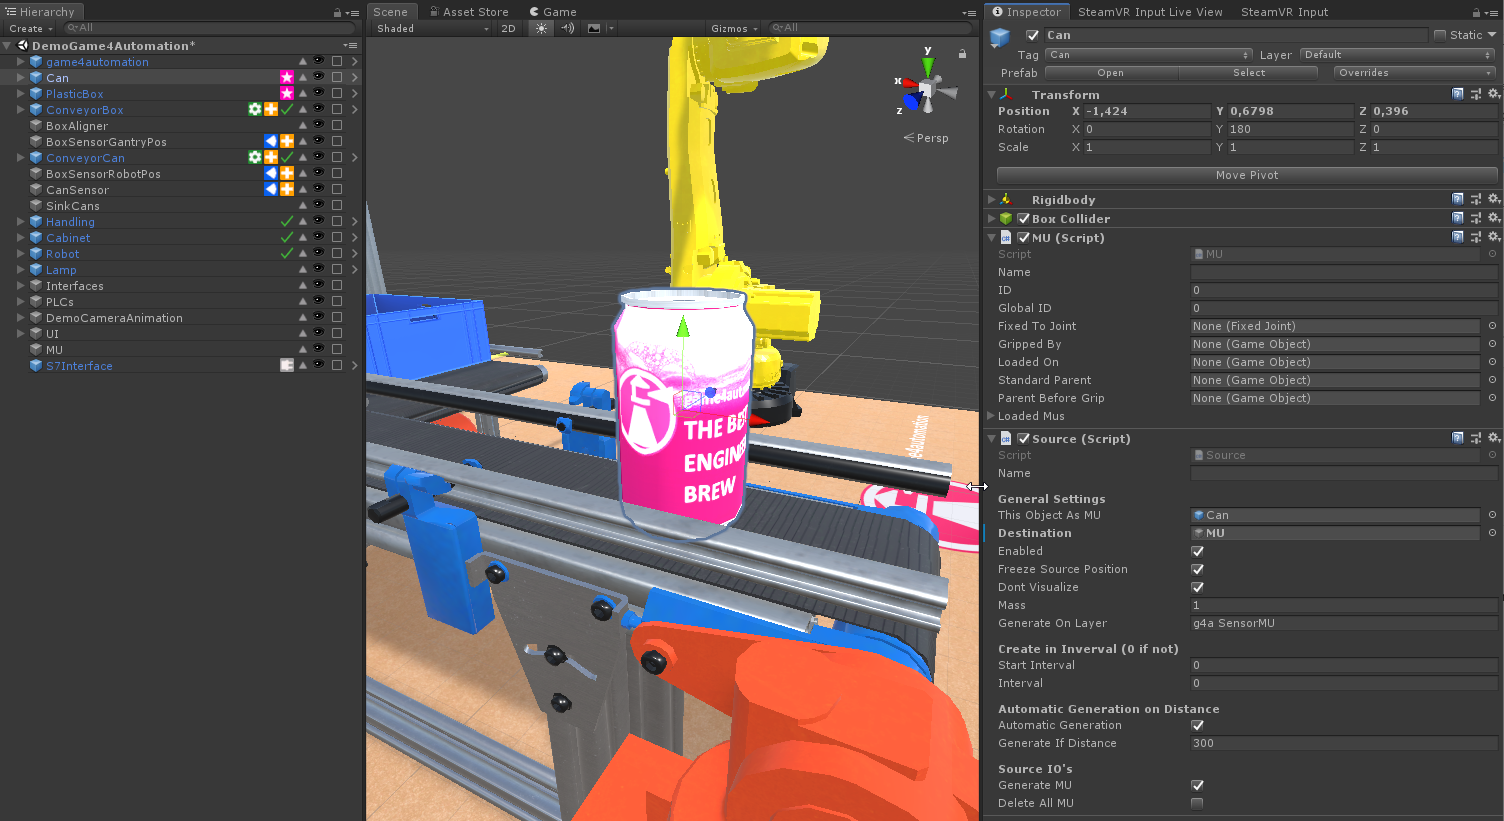 Hierarchy
Create
All
DemoGame4Automation*
game4automation
Can
PlasticBox
ConveyorBox
BoxAligner
BoxSensorGantryPos
ConveyorCan
BoxSensorRobotPos
CanSensor
SinkCans
Handling
Cabinet
Robot
Lamp
Interfaces
PLCs
DemoCameraAnimation
UI
MU
S7Interface
Scene Asset Store Game
Shaded 2D Gizmos All
y
x
z
Persp
THE BE
ENGINE
BREW
Inspector SteamVR Input Live View SteamVR Input
Can Static
Tag Can Layer Default
Prefab Open Select Overrides
Transform
Position X -1,424 Y 0,6798 Z 0,396
Rotation X 0 Y 180 Z 0
Scale X 1 Y 1 Z 1
Move Pivot
Rigidbody
Box Collider
MU (Script)
Script MU
Name
ID 0
Global ID 0
Fixed To Joint None (Fixed Joint)
Gripped By None (Game Object)
Loaded On None (Game Object)
Standard Parent None (Game Object)
Parent Before Grip None (Game Object)
Loaded Mus
Source (Script)
Script Source
Name
General Settings
This Object As MU Can
Destination MU
Enabled
Freeze Source Position
Dont Visualize
Mass 1
Generate On Layer g4a SensorMU
Create in Inverval (0 if not)
Start Interval 0
Interval 0
Automatic Generation on Distance
Automatic Generation
Generate If Distance 300
Source IO's
Generate MU
Delete All MU